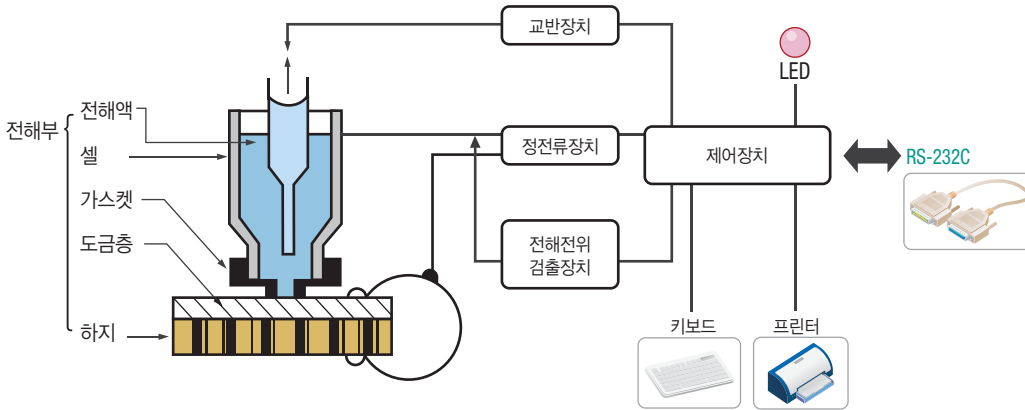 교반장치
LED
전해부
전해액
셀
가스켓
도금층
하지
정전류장치
제어장치
RS-232C
전해전위
검출장치
키보드
프린터